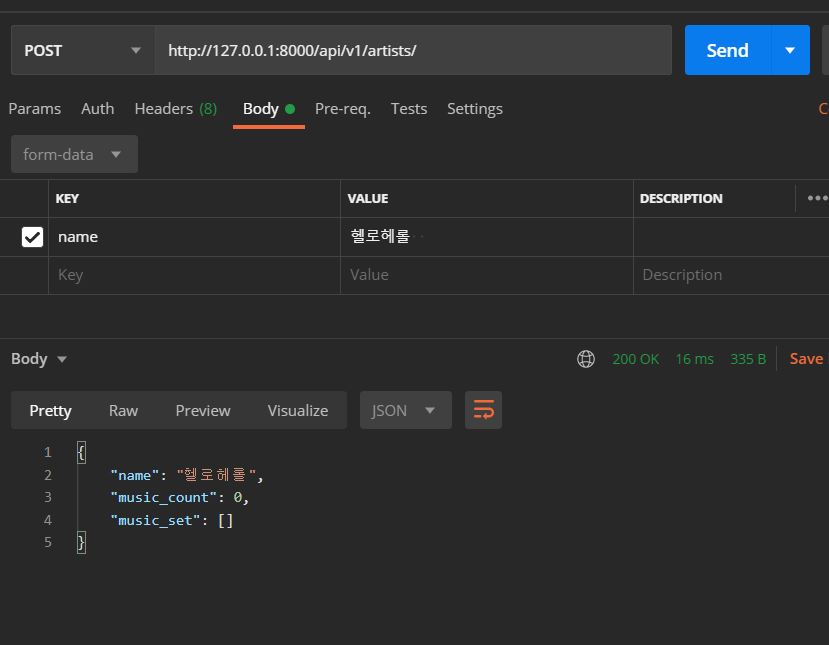 POST http://127.0.0.1:8000/api/v1/artists/ Send
Params Auth Headers (8) Body Pre-req. Tests Settings
form-data
KEY VALUE DESCRIPTION
name 헬로헤롤
Key Value Description
Body 200 OK 16 ms 335 B Save
Pretty Raw Preview Visualize JSON
1 {
2 "name": "헬로헤롤",
3 "music_count": 0,
4 "music_set": []
5 }